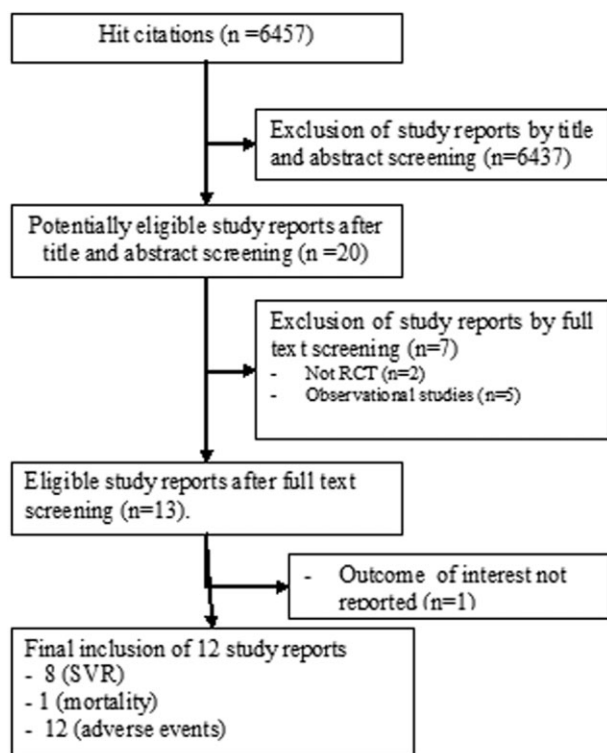 Hit citations (n =6457)
Exclusion of study reports by title
and abstract screening (n=6437)
Potentially eligible study reports after
title and abstract screening (n =20)
Exclusion of study reports by full
text screening (n=7)
- Not RCT (n=2)
- Observational studies (n=5)
Eligible study reports after full text
screening (n=13).
- Outcome of interest not
reported (n=1)
Final inclusion of 12 study reports
- 8 (SVR)
- 1 (mortality)
- 12 (adverse events)